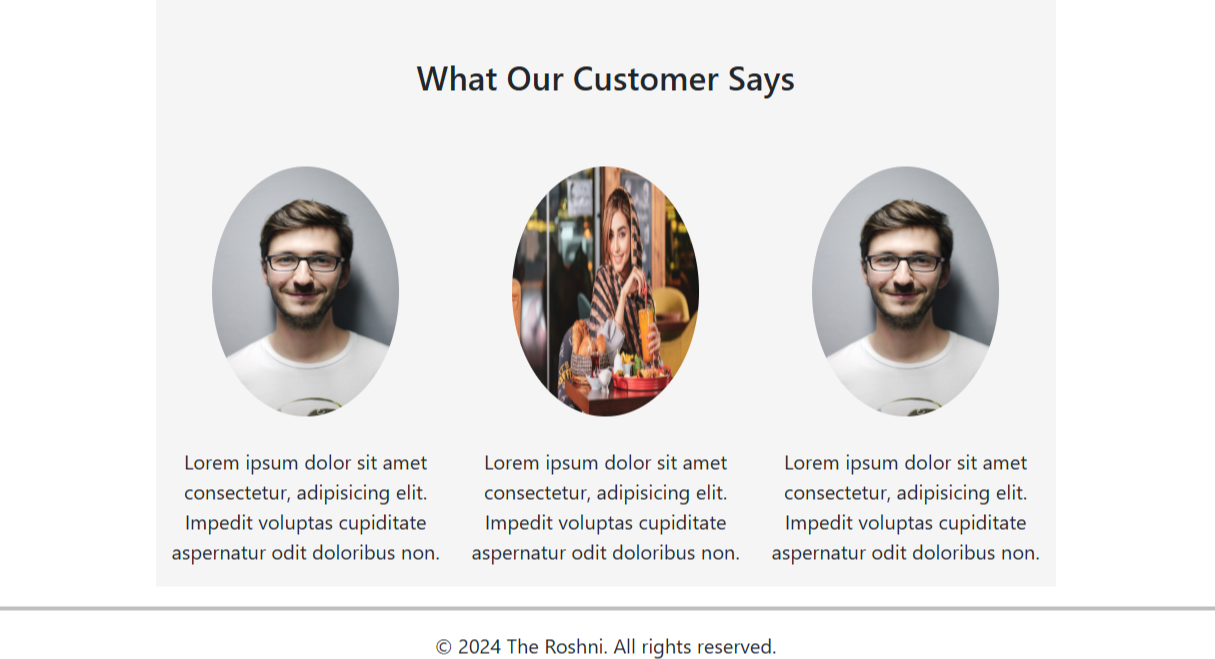 What Our Customer Says
Lorem ipsum dolor sit amet
consectetur, adipisicing elit.
Impedit voluptas cupiditate
aspernatur odit doloribus non.
Lorem ipsum dolor sit amet
consectetur, adipisicing elit.
Impedit voluptas cupiditate
aspernatur odit doloribus non.
Lorem ipsum dolor sit amet
consectetur, adipisicing elit.
Impedit voluptas cupiditate
aspernatur odit doloribus non.
© 2024 The Roshni. All rights reserved.